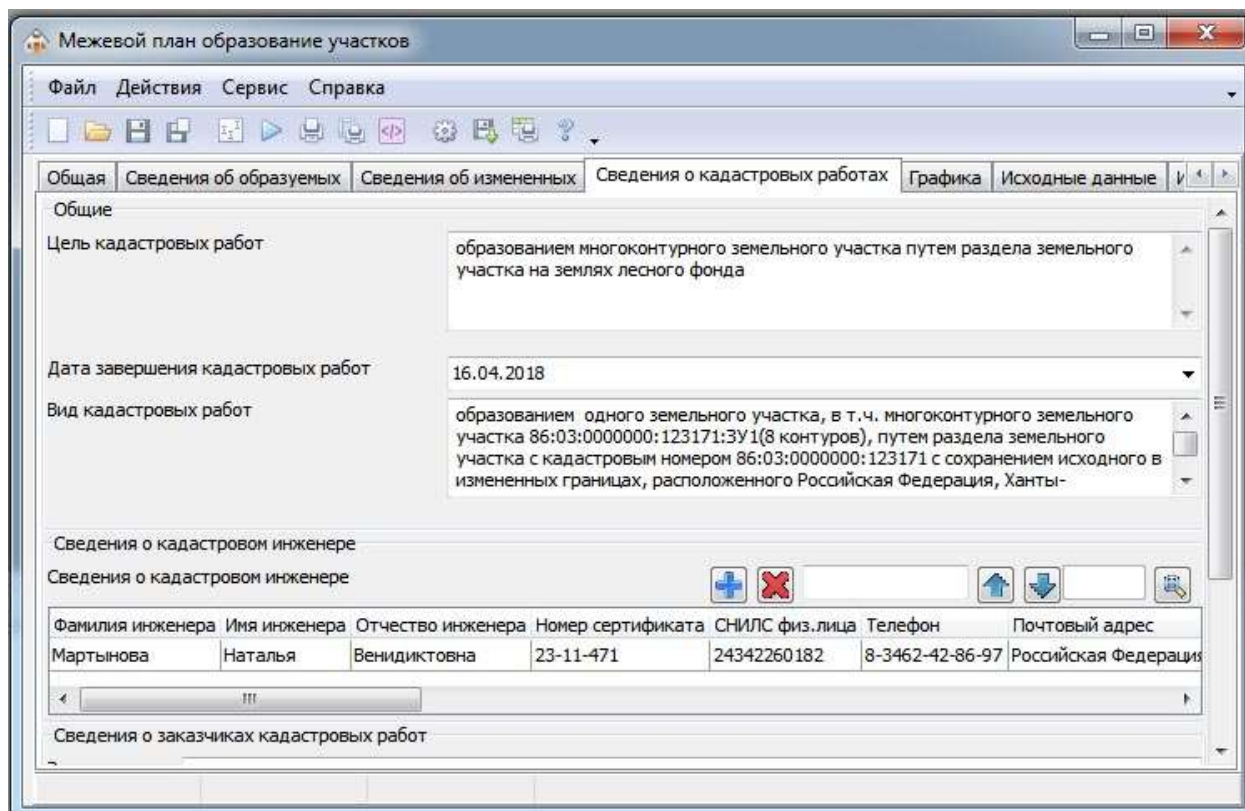 Межевой план образование участков
Файл Действия Сервис Справка
Общая Сведения об образуемых Сведения об измененных Сведения о кадастровых работах Графика Исходные данные
Общие
Цель кадастровых работ
образованием многоконтурного земельного участка путем раздела земельного
участка на землях лесного фонда
Дата завершения кадастровых работ
16.04.2018
Вид кадастровых работ
образованием одного земельного участка, в т.ч. многоконтурного земельного
участка 86:03:0000000:123171:ЗУ1(8 контуров), путем раздела земельного
участка с кадастровым номером 86:03:0000000:123171 с сохранением исходного в
измененных границах, расположенного Российская Федерация, Ханты-
Сведения о кадастровом инженере
Сведения о кадастровом инженере
Фамилия инженера Имя инженера Отчество инженера Номер сертификата СНИЛС физ.лица Телефон Почтовый адрес
Мартынова Наталья Венидиктовна 23-11-471 24342260182 8-3462-42-86-97 Российская Федерация
Сведения о заказчиках кадастровых работ